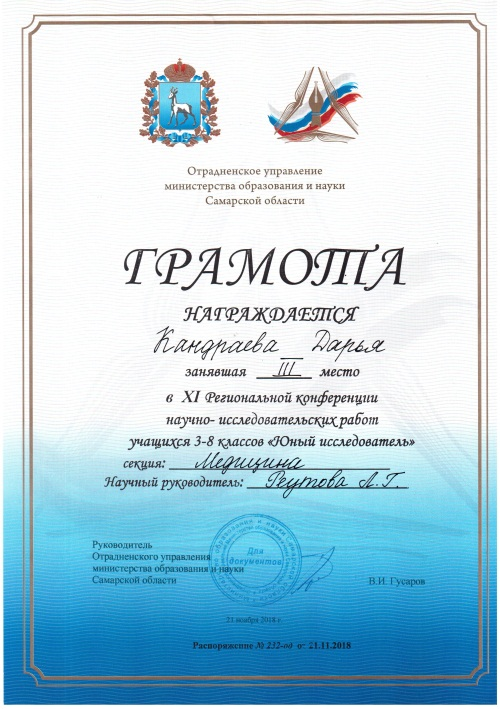 Отрадненское управление
министерства образования и науки
Самарской области
ГРАМОТА
НАГРАЖДАЕТСЯ
Кандраева Дарья
занявшая III место
в XI Региональной конференции
научно- исследовательских работ
учащихся 3-8 классов «Юный исследователь»
секция: Медицина
Научный руководитель: Реутова Л.Г.
Руководитель
Отрадненского управления
министерства образования и науки
Самарской области
В.И. Гусаров
Для
документов
21 ноября 2018 г.
Распоряжение № 232-од от 21.11.2018